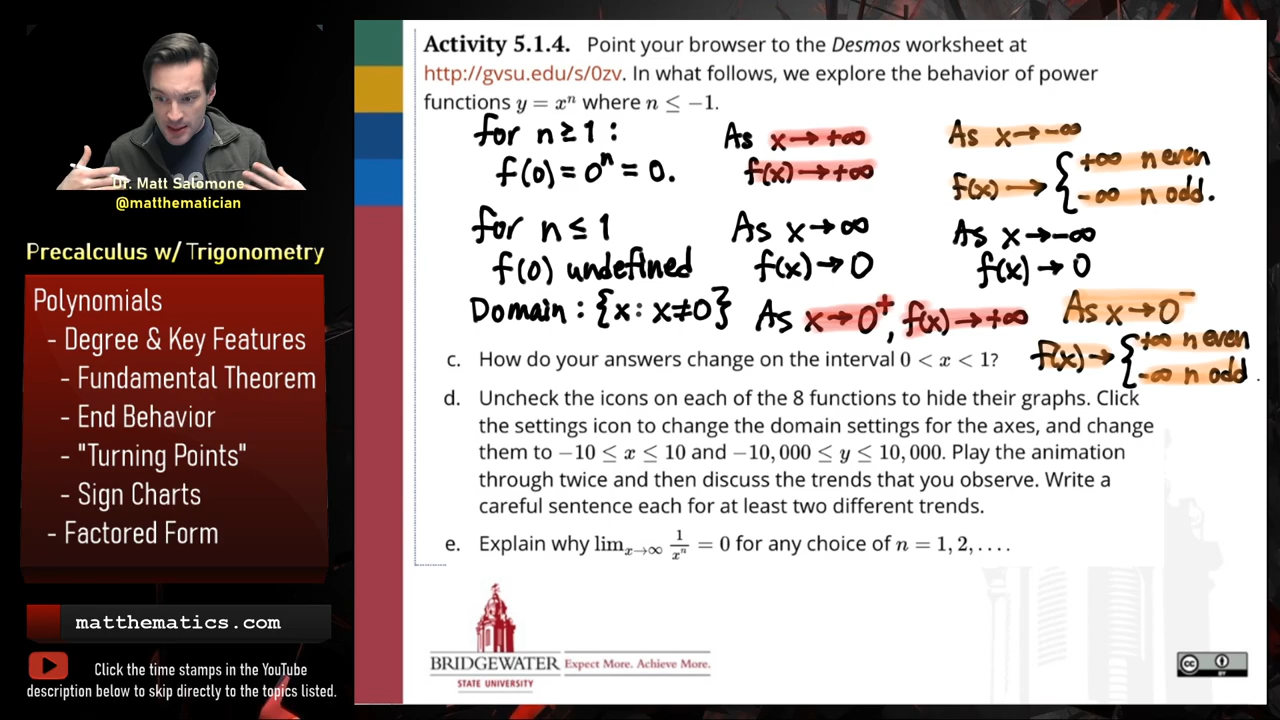 Dr. Matt Salomone
@matthematician
Precalculus w/ Trigonometry
Polynomials
- Degree & Key Features
- Fundamental Theorem
- End Behavior
- "Turning Points"
- Sign Charts
- Factored Form
matthematics.com
Click the time stamps in the YouTube
description below to skip directly to the topics listed.
Activity 5.1.4. Point your browser to the Desmos worksheet at
http://gvsu.edu/s/0zv. In what follows, we explore the behavior of power
functions y = xⁿ where n ≤ −1.
for n ≥ 1 :
f(0) = 0ⁿ = 0.
As x → +∞
f(x) → +∞
As x → -∞
f(x) → { +∞ n even
-∞ n odd.
for n ≤ 1
f(0) undefined
Domain : {x : x ≠ 0}
As x → ∞
f(x) → 0
As x → -∞
f(x) → 0
As x → 0⁺, f(x) → +∞
As x → 0⁻
f(x) → { +∞ n even
-∞ n odd
c. How do your answers change on the interval 0 < x < 1?
d. Uncheck the icons on each of the 8 functions to hide their graphs. Click
the settings icon to change the domain settings for the axes, and change
them to −10 ≤ x ≤ 10 and −10,000 ≤ y ≤ 10,000. Play the animation
through twice and then discuss the trends that you observe. Write a
careful sentence each for at least two different trends.
e. Explain why limₓ→∞ 1/xⁿ = 0 for any choice of n = 1, 2, . . . .
BRIDGEWATER
STATE UNIVERSITY
Expect More. Achieve More.
cc
BY